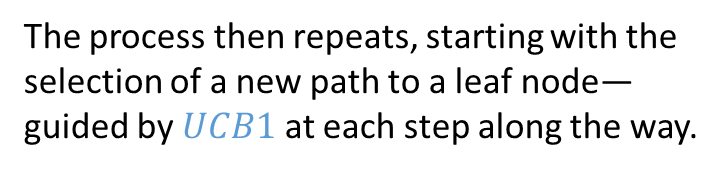 The process then repeats, starting with the
selection of a new path to a leaf node—
guided by UCB1 at each step along the way.